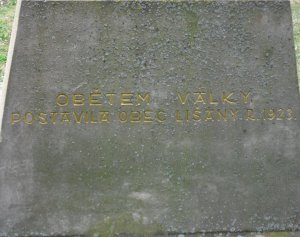 OBĚTEM VÁLKY
POSTAVILA OBEC LIŠANY. R. 1923